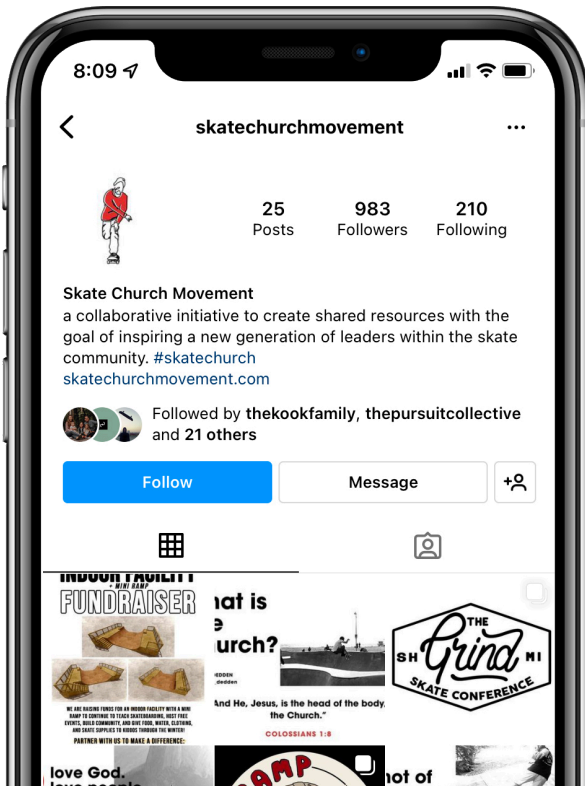 8:09
skatechurchmovement
25
983
210
Posts
Followers
Following
Skate Church Movement
a collaborative initiative to create shared resources with the
goal of inspiring a new generation of leaders within the skate
community. #skatechurch
skatechurchmovement.com
Followed by thekookfamily, thepursuitcollective
and 21 others
Follow
Message
INDOOR FACILITY
+ MINI RAMP
FUNDRAISER
WE ARE RAISING FUNDS FOR AN INDOOR FACILITY WITH A MINI
RAMP TO CONTINUE TO TEACH SKATEBOARDING, HOST FREE
EVENTS, BUILD COMMUNITY, AND GIVE FOOD, WATER, CLOTHING,
AND SKATE SUPPLIES TO KIDDOS THROUGH THE WINTER!
PARTNER WITH US TO MAKE A DIFFERENCE:
hat is
e
urch?
EDDEN
_dedden
And He, Jesus, is the head of the body,
the Church."
COLOSSIANS 1:8
THE
SH Grind MI
SKATE CONFERENCE
love God.
love people.
AMP
not of